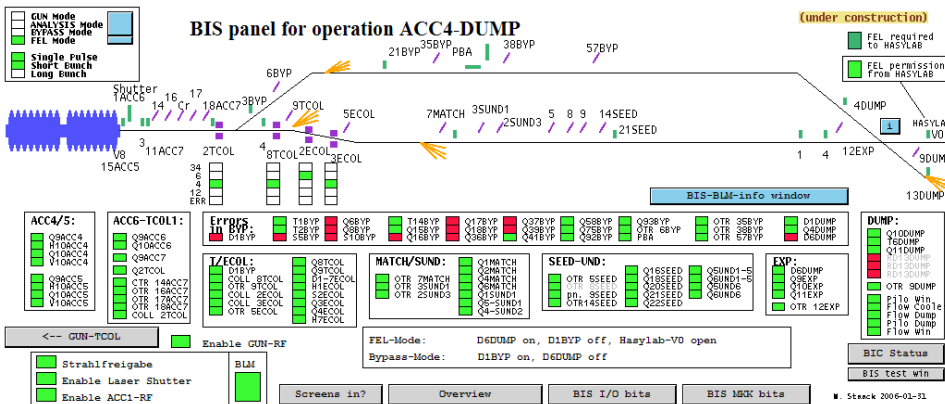 GUN Mode
ANALYSIS Mode
BYPASS Mode
FEL Mode
Single Pulse
Short Bunch
Long Bunch
BIS panel for operation ACC4-DUMP
(under construction)
FEL required
to HASYLAB
FEL permission
from HASYLAB
21BYP
35BYP
PBA
38BYP
57BYP
6BYP
Shutter
1ACC6
14
16
Cr
17
18ACC7
3BYP
9TCOL
5ECOL
7MATCH
3SUND1
2SUND3
5
8
9
14SEED
21SEED
4DUMP
i
HASYLA
V0
V8
15ACC5
3
11ACC7
2TCOL
4
8TCOL
2ECOL
3ECOL
1
4
12EXP
9DUM
13DUMP
34
6
4
12
ERR
BIS-BLM-info window
ACC4/5:
Q9ACC4
H10ACC4
Q10ACC4
V10ACC4
Q9ACC5
H10ACC5
Q10ACC5
V10ACC5
ACC6-TCOL1:
Q9ACC6
Q10ACC6
Q9ACC7
Q2TCOL
OTR 14ACC7
OTR 16ACC7
OTR 17ACC7
OTR 18ACC7
COLL 2TCOL
Errors
in BYP:
D1BYP
T1BYP
T2BYP
S5BYP
Q6BYP
Q8BYP
S10BYP
T14BYP
Q15BYP
Q16BYP
Q17BYP
Q18BYP
Q36BYP
Q37BYP
Q39BYP
Q41BYP
Q58BYP
Q75BYP
Q92BYP
Q93BYP
OTR 6BYP
PBA
OTR 35BYP
OTR 38BYP
OTR 57BYP
D1DUMP
Q4DUMP
D6DUMP
T/ECOL:
D1BYP
OTR 9TCOL
COLL 2ECOL
COLL 3ECOL
OTR 5ECOL
Q8TCOL
Q9TCOL
D1-7ECOL
H1ECOL
S2ECOL
Q3ECOL
Q4ECOL
H7ECOL
MATCH/SUND:
OTR 7MATCH
OTR 3SUND1
OTR 2SUND3
Q1MATCH
Q2MATCH
Q4MATCH
Q6MATCH
Q1SUND1
Q5-SUND1
Q4-SUND2
SEED-UND:
OTR 5SEED
OTR 8SEED
pn. 9SEED
OTR14SEED
Q16SEED
Q20SEED
Q21SEED
Q22SEED
Q5UND1-5
Q6UND1-5
Q5UND6
Q6UND6
EXP:
D6DUMP
Q9EXP
Q10EXP
Q11EXP
OTR 12EXP
DUMP:
Q10DUMP
T6DUMP
Q11DUMP
RD13DUMP
RD13DUMP
RD13DUMP
OTR 9DUMP
Pilo Win
Flow Coole
Flow Dump
Pilo Dump
Flow Win
<-- GUN-TCOL
Enable GUN-RF
FEL-Mode: D6DUMP on, D1BYP off, Hasylab-V0 open
Bypass-Mode: D1BYP on, D6DUMP off
Strahlfreigabe
Enable Laser Shutter
Enable ACC1-RF
BLM
Screens in?
Overview
BIS I/O bits
BIS MKK bits
BIC Status
BIS test win
M. Staack 2006-01-31